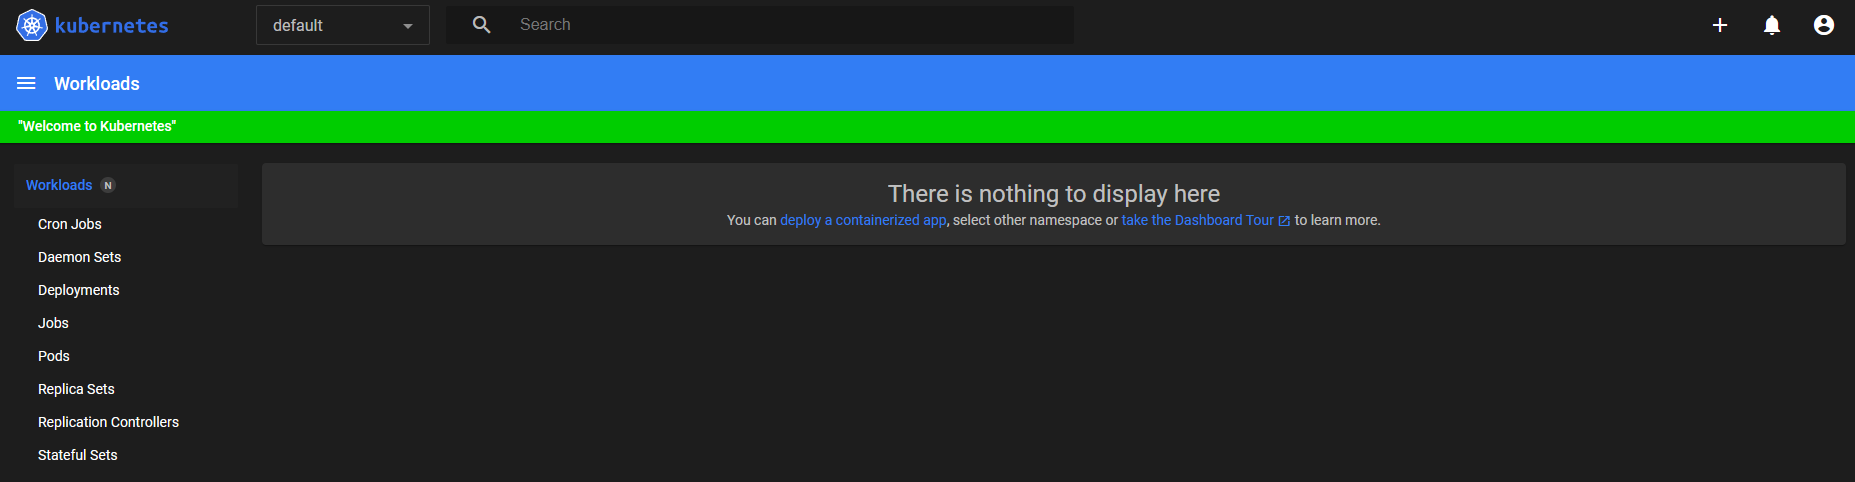 kubernetes
default
Search
Workloads
"Welcome to Kubernetes"
Workloads N
Cron Jobs
Daemon Sets
Deployments
Jobs
Pods
Replica Sets
Replication Controllers
Stateful Sets
There is nothing to display here
You can deploy a containerized app, select other namespace or take the Dashboard Tour to learn more.